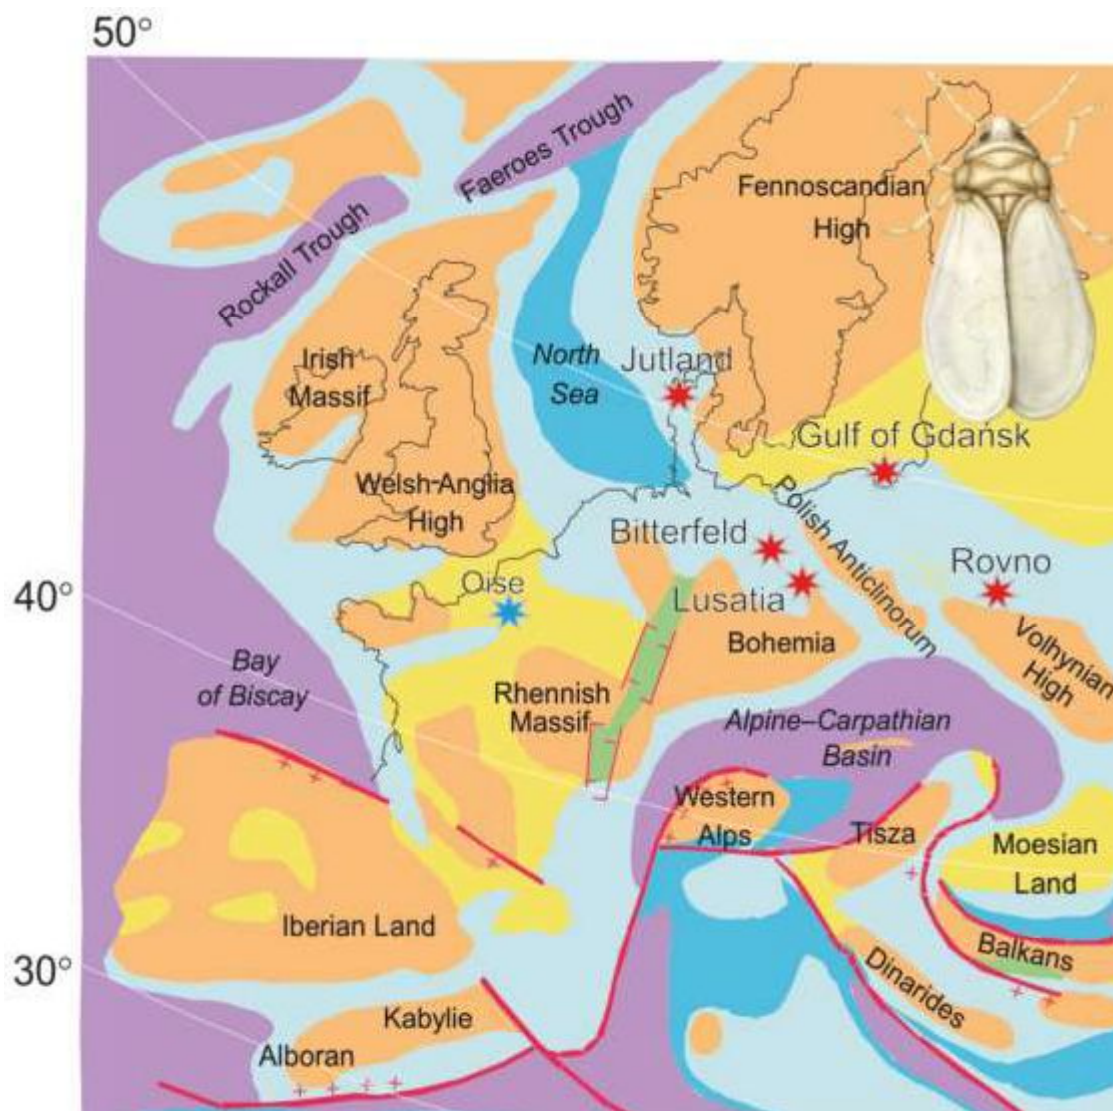 50°
Faeroes Trough
Fennoscandian
High
Rockall Trough
Irish
Massif
North
Sea
Jutland
Gulf of Gdańsk
Welsh-Anglia
High
Polish Anticlinorum
Bitterfeld
Oise
Rovno
40°
Lusatia
Bohemia
Volhynian
High
Bay
of Biscay
Rhennish
Massif
Alpine–Carpathian
Basin
Western
Alps
Tisza
Moesian
Land
Iberian Land
Balkans
Dinarides
30°
Kabylie
Alboran